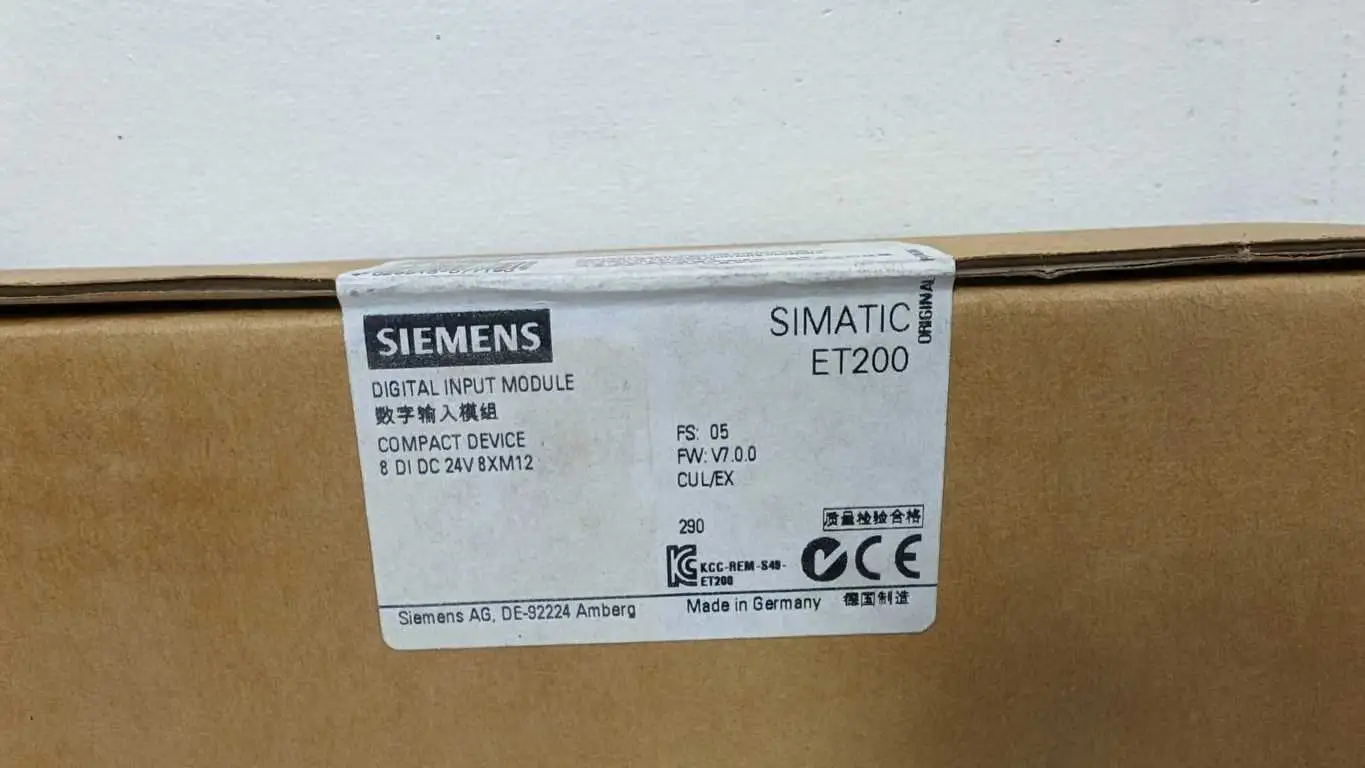 SIEMENS
DIGITAL INPUT MODULE
数字输入模组
COMPACT DEVICE
8 DI DC 24V 8XM12
SIMATIC
ET200
ORIGINAL
FS: 05
FW: V7.0.0
CUL/EX
290
质量检验合格
KCC-REM-S49-
ET200
CE
Siemens AG, DE-92224 Amberg
Made in Germany 德国制造